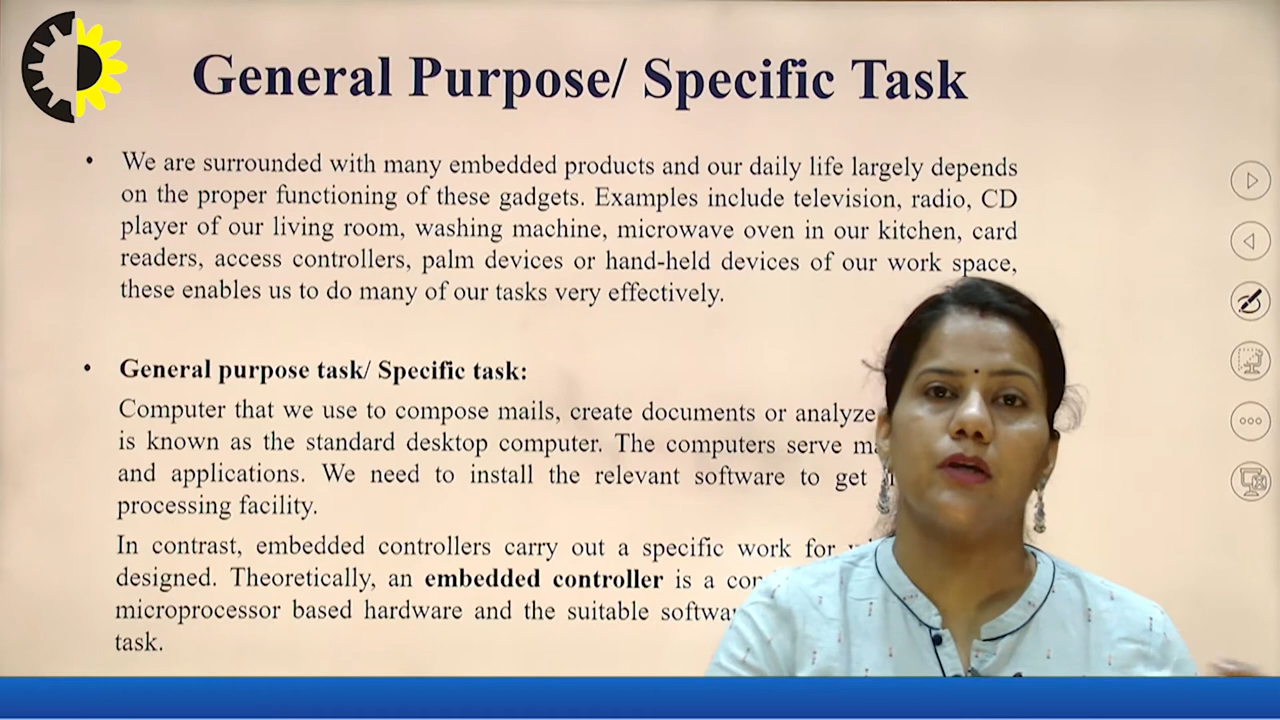 General Purpose/ Specific Task
• We are surrounded with many embedded products and our daily life largely depends
on the proper functioning of these gadgets. Examples include television, radio, CD
player of our living room, washing machine, microwave oven in our kitchen, card
readers, access controllers, palm devices or hand-held devices of our work space,
these enables us to do many of our tasks very effectively.
• General purpose task/ Specific task:
Computer that we use to compose mails, create documents or analyze
is known as the standard desktop computer. The computers serve
and applications. We need to install the relevant software to get
processing facility.
In contrast, embedded controllers carry out a specific work for
designed. Theoretically, an embedded controller is a
microprocessor based hardware and the suitable
task.